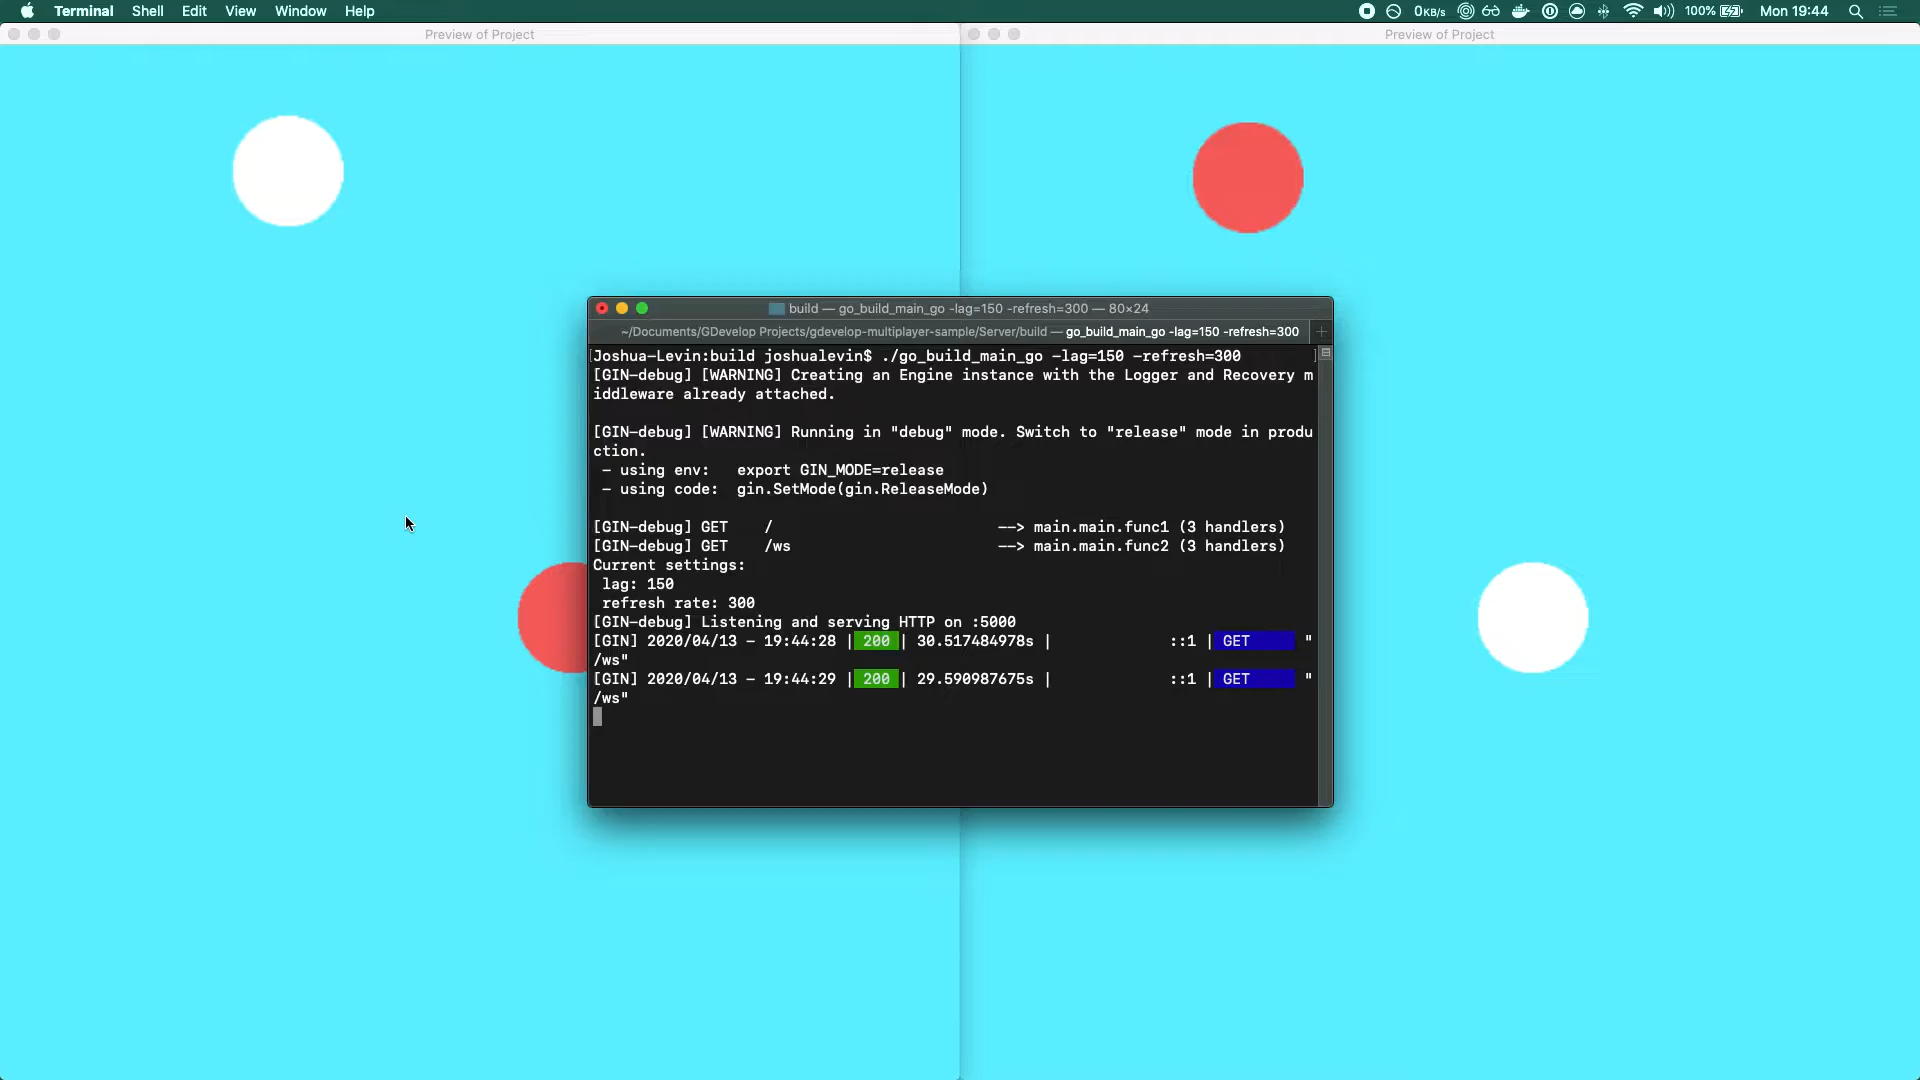 Terminal Shell Edit View Window Help 0KB/s 100% Mon 19:44
Preview of Project Preview of Project
build — go_build_main_go -lag=150 -refresh=300 — 80×24
~/Documents/GDevelop Projects/gdevelop-multiplayer-sample/Server/build — go_build_main_go -lag=150 -refresh=300
[Joshua-Levin:build joshualevin$ ./go_build_main_go -lag=150 -refresh=300 ]
[GIN-debug] [WARNING] Creating an Engine instance with the Logger and Recovery m
iddleware already attached.
[GIN-debug] [WARNING] Running in "debug" mode. Switch to "release" mode in produ
ction.
- using env: export GIN_MODE=release
- using code: gin.SetMode(gin.ReleaseMode)
[GIN-debug] GET / --> main.main.func1 (3 handlers)
[GIN-debug] GET /ws --> main.main.func2 (3 handlers)
Current settings:
lag: 150
refresh rate: 300
[GIN-debug] Listening and serving HTTP on :5000
[GIN] 2020/04/13 - 19:44:28 | 200 | 30.517484978s | ::1 | GET "
/ws"
[GIN] 2020/04/13 - 19:44:29 | 200 | 29.590987675s | ::1 | GET "
/ws"